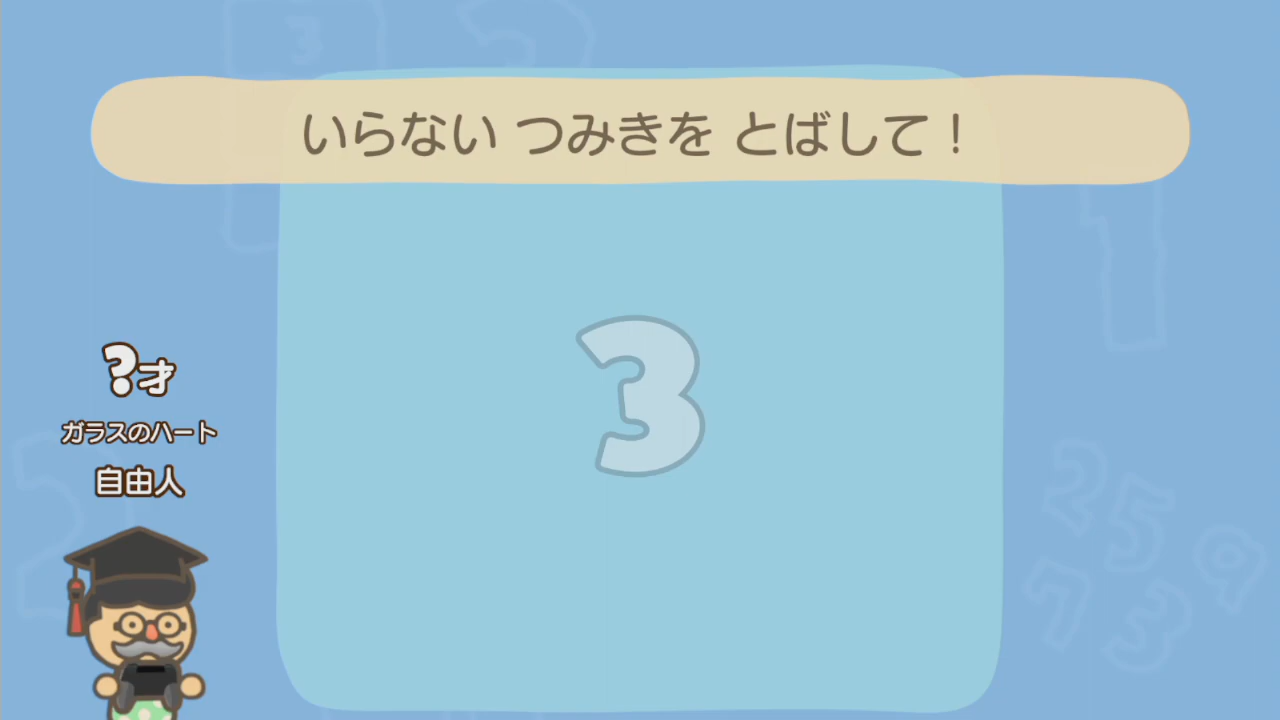 いらない つみきを とばして！
3
?才
ガラスのハート
自由人